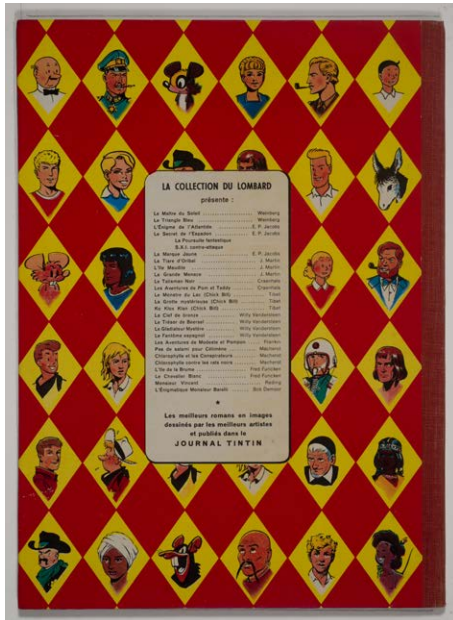 LA COLLECTION DU LOMBARD
présente :
Le Maître du Soleil ........ Weinberg
Le Triangle Bleu ........ Weinberg
L'Énigme de l'Atlantide ........ E. P. Jacobs
Le Secret de l'Espadon ........ E. P. Jacobs
La Poursuite fantastique
S.X.I. contre-attaque
La Marque Jaune ........ E. P. Jacobs
La Tiare d'Oribal ........ J. Martin
L'Ile Maudite ........ J. Martin
La Grande Menace ........ J. Martin
Le Talisman Noir ........ Craenhals
Les Aventures de Pom et Teddy ........ Craenhals
Le Monstre du Lac (Chick Bill) ........ Tibet
La Grotte mystérieuse (Chick Bill) ........ Tibet
Ko Klox Klan (Chick Bill) ........ Tibet
La Clef de bronze ........ Willy Vandersteen
Le Trésor de Beersel ........ Willy Vandersteen
Le Gladiateur-Mystère ........ Willy Vandersteen
Le Fantôme espagnol ........ Willy Vandersteen
Les Aventures de Modeste et Pompon ........ Franquin
Pas de salami pour Célimène ........ Macherot
Chlorophylle et les Conspirateurs ........ Macherot
Chlorophylle contre les rats noirs ........ Macherot
L'Ile de la Brume ........ Fred Funcken
Le Chevalier Blanc ........ Fred Funcken
Monsieur Vincent ........ Reding
L'Énigmatique Monsieur Barelli ........ Bob Demoor
Les meilleurs romans en images
dessinés par les meilleurs artistes
et publiés dans le
JOURNAL TINTIN